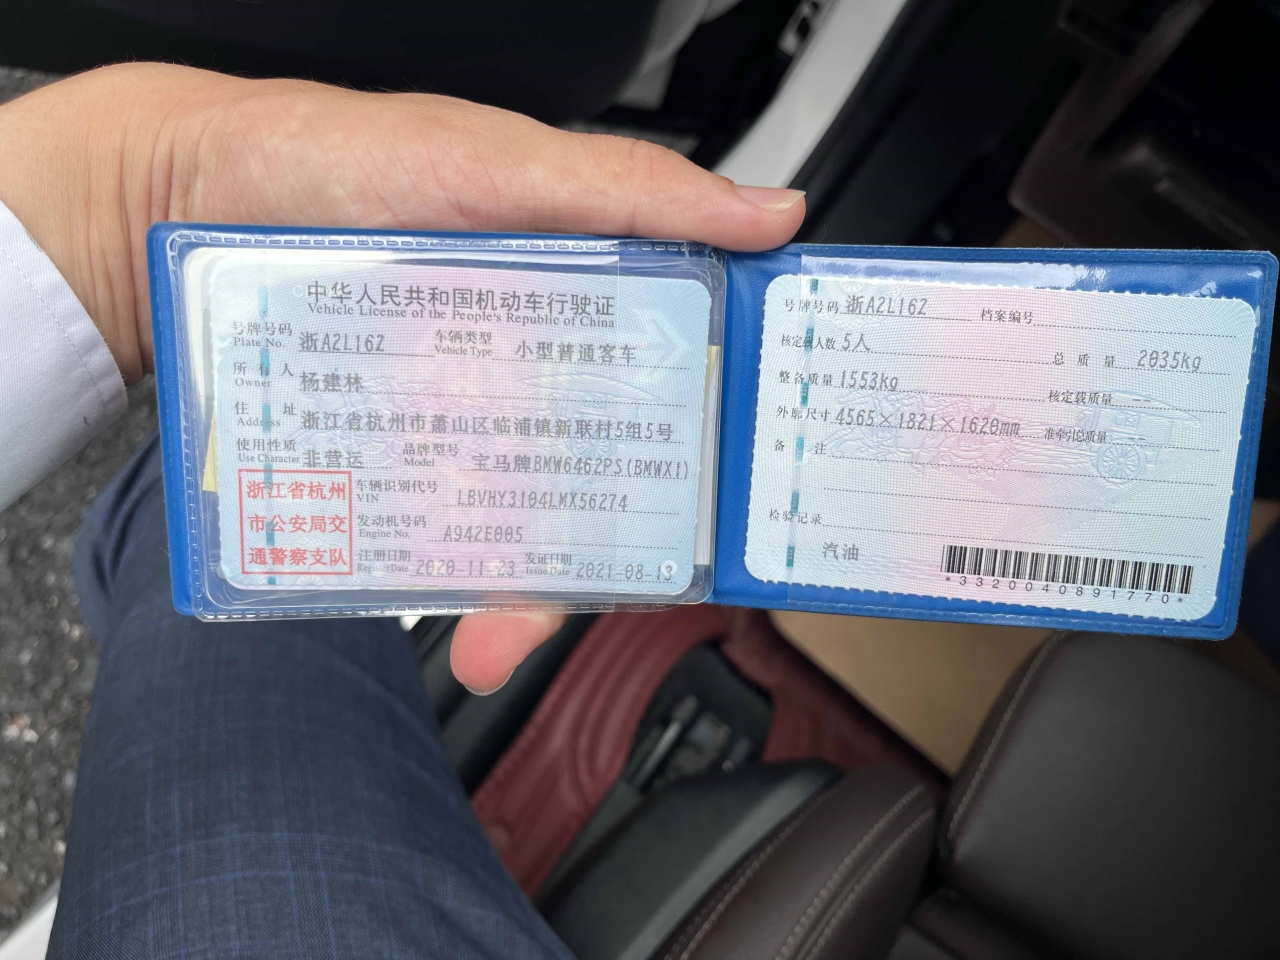 中华人民共和国机动车行驶证
Vehicle License of the People's Republic of China
号牌号码 浙A2L16Z 车辆类型 小型普通客车
Plate No. Vehicle Type
所有人 杨建林
Owner
住址 浙江省杭州市萧山区临浦镇新联村5组5号
Address
使用性质 非营运 品牌型号 宝马牌BMW6462PS(BMWX1)
Use Character Model
浙江省杭州
市公安局交
通警察支队
车辆识别代号 LBVHY3104LMX56274
VIN
发动机号码 A942E005
Engine No.
注册日期 2020-11-23 发证日期 2021-08-13
Register Date Issue Date
号牌号码 浙A2L16Z 档案编号
核定载人数 5人 总质量 2035kg
整备质量 1553kg 核定载质量 --
外廓尺寸 4565×1821×1620mm 准牵引总质量 --
备注
检验记录
汽油
*3320040891770*